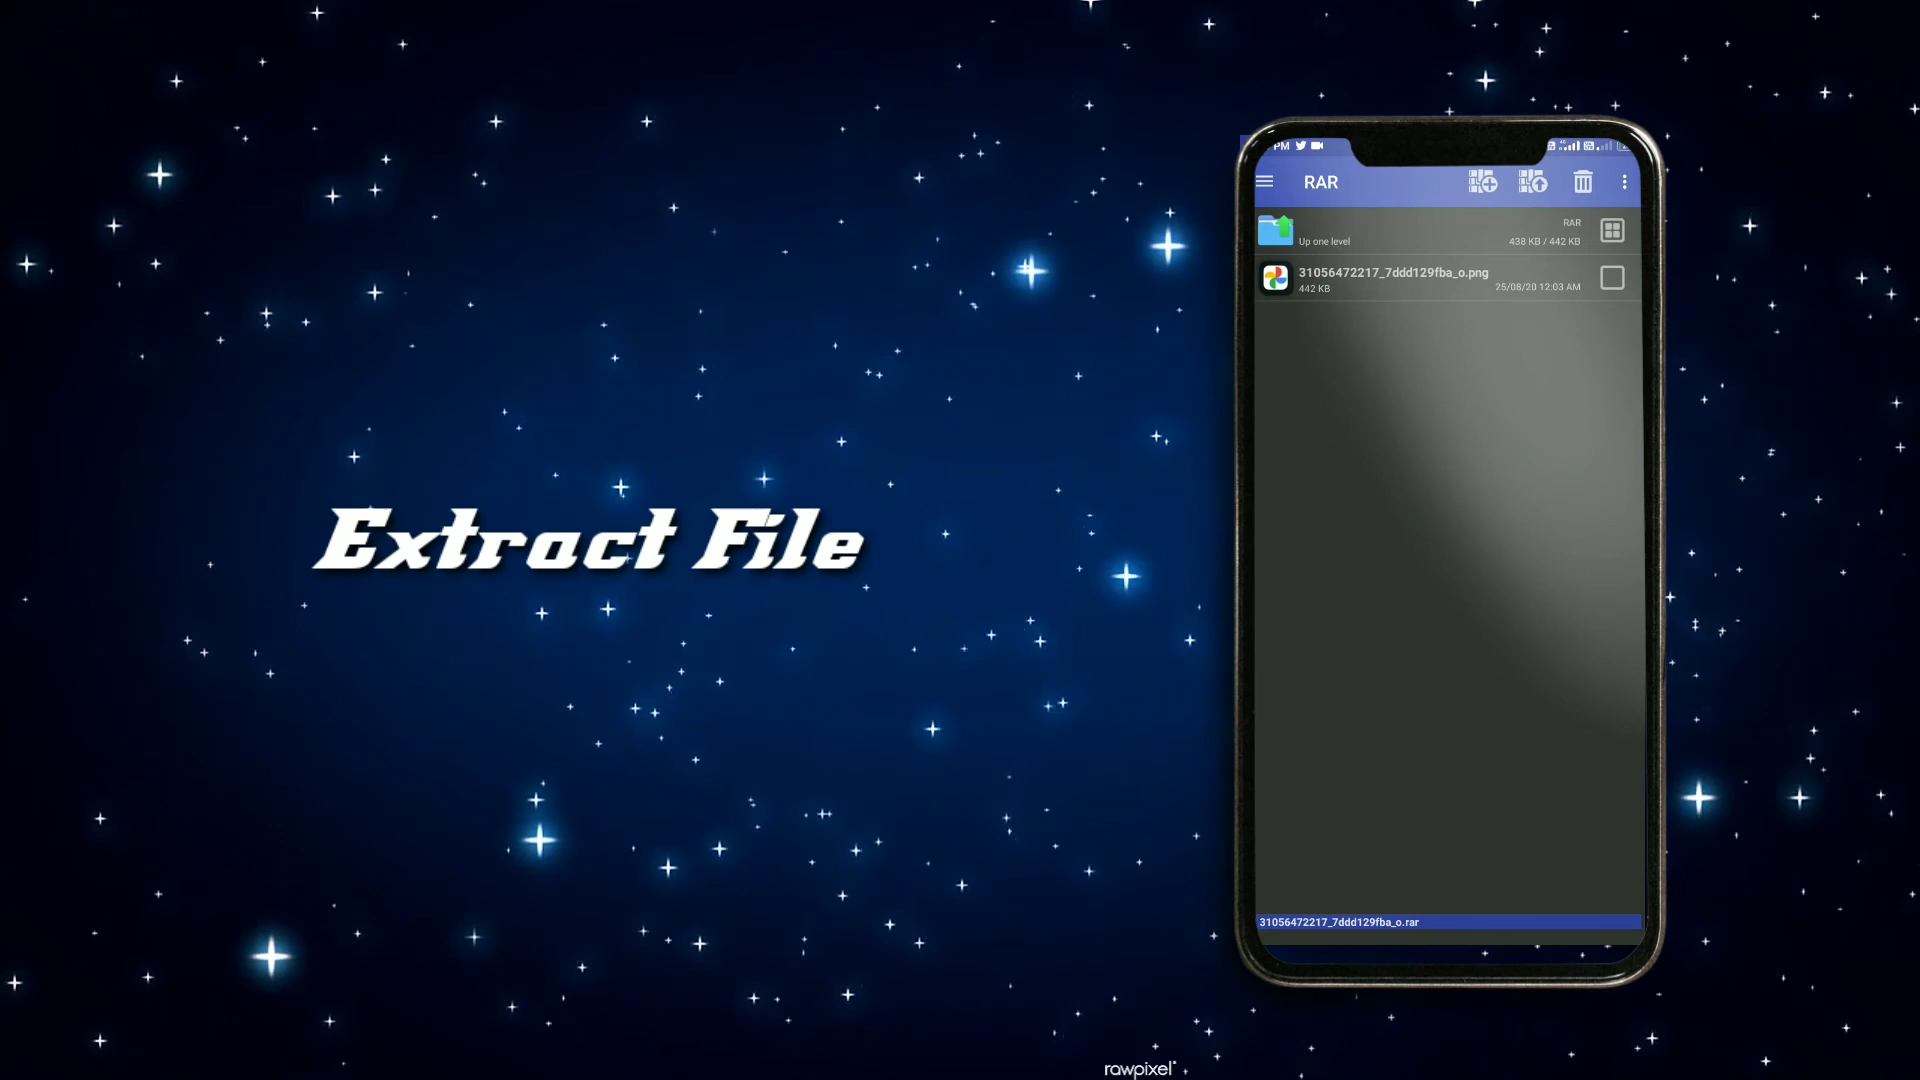 Extract File
PM
RAR
RAR
Up one level
438 KB / 442 KB
31056472217_7ddd129fba_o.png
442 KB
25/08/20 12:03 AM
31056472217_7ddd129fba_o.rar
rawpixel